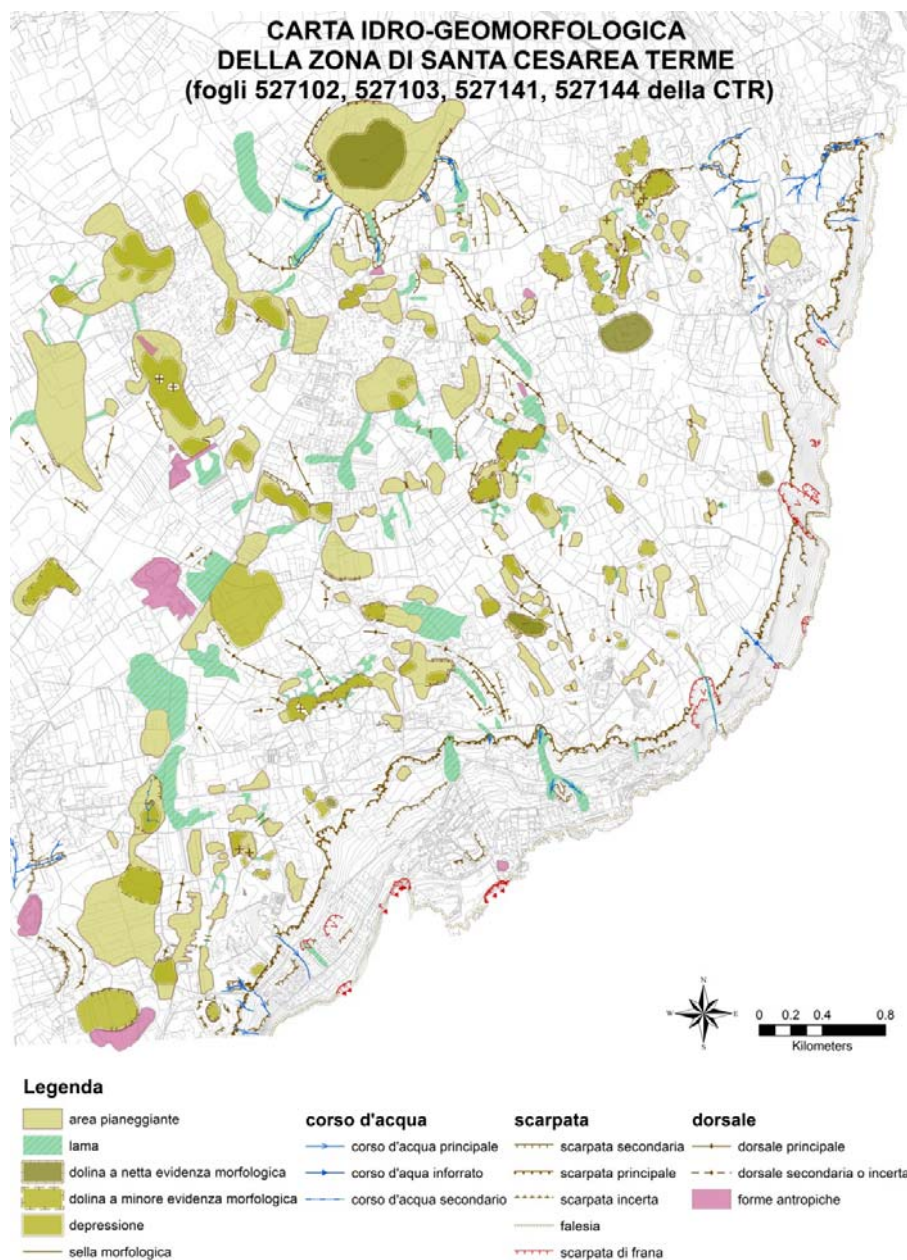 CARTA IDRO-GEOMORFOLOGICA
DELLA ZONA DI SANTA CESAREA TERME
(fogli 527102, 527103, 527141, 527144 della CTR)
N
W E
S
0 0.2 0.4 0.8
Kilometers
Legenda
area pianeggiante
lama
dolina a netta evidenza morfologica
dolina a minore evidenza morfologica
depressione
sella morfologica
corso d'acqua
corso d'acqua principale
corso d'aqua inforrato
corso d'acqua secondario
scarpata
scarpata secondaria
scarpata principale
scarpata incerta
falesia
scarpata di frana
dorsale
dorsale principale
dorsale secondaria o incerta
forme antropiche